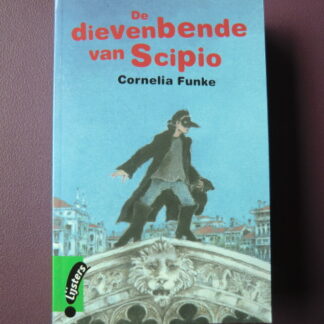 De
dievenbende
van Scipio
Cornelia Funke
Lijsters